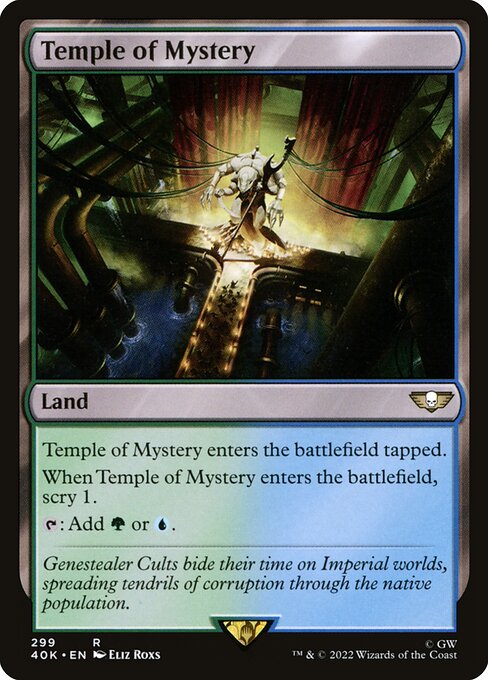 Temple of Mystery
Land
Temple of Mystery enters the battlefield tapped.
When Temple of Mystery enters the battlefield,
scry 1.
: Add or .
Genestealer Cults bide their time on Imperial worlds,
spreading tendrils of corruption through the native
population.
299 R
40K • EN Eliz Roxs
© GW
™ & © 2022 Wizards of the Coast